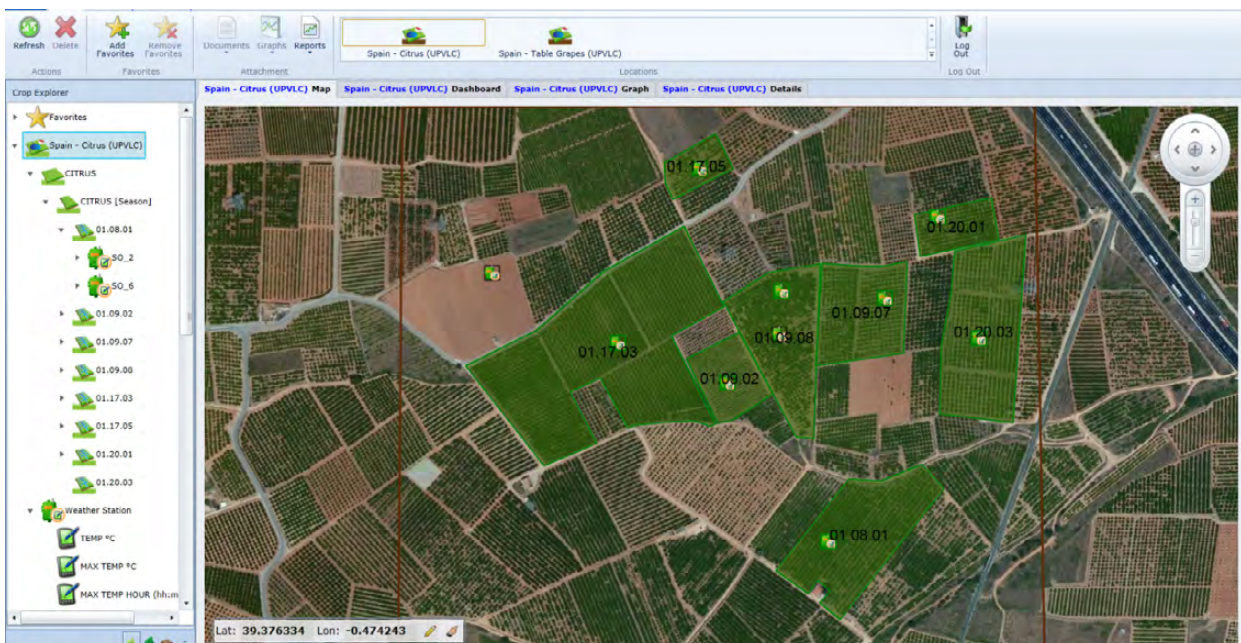 Refresh Delete Add Favorites Remove Favorites Documents Graphs Reports Spain - Citrus (UPVLC) Spain - Table Grapes (UPVLC) Log Out
Actions Favorites Attachment Locations Log Out
Crop Explorer
Spain - Citrus (UPVLC) Map Spain - Citrus (UPVLC) Dashboard Spain - Citrus (UPVLC) Graph Spain - Citrus (UPVLC) Details
Favorites
Spain - Citrus (UPVLC)
CITRUS
CITRUS [Season]
01.08.01
SO_2
SO_6
01.09.02
01.09.07
01.09.08
01.17.03
01.17.05
01.20.01
01.20.03
Weather Station
TEMP ºC
MAX TEMP ºC
MAX TEMP HOUR (hh:m
01.17.05
01.20.01
01.09.07
01.20.03
01.09.08
01.17.03
01.09.02
01.08.01
Lat: 39.376334 Lon: -0.474243